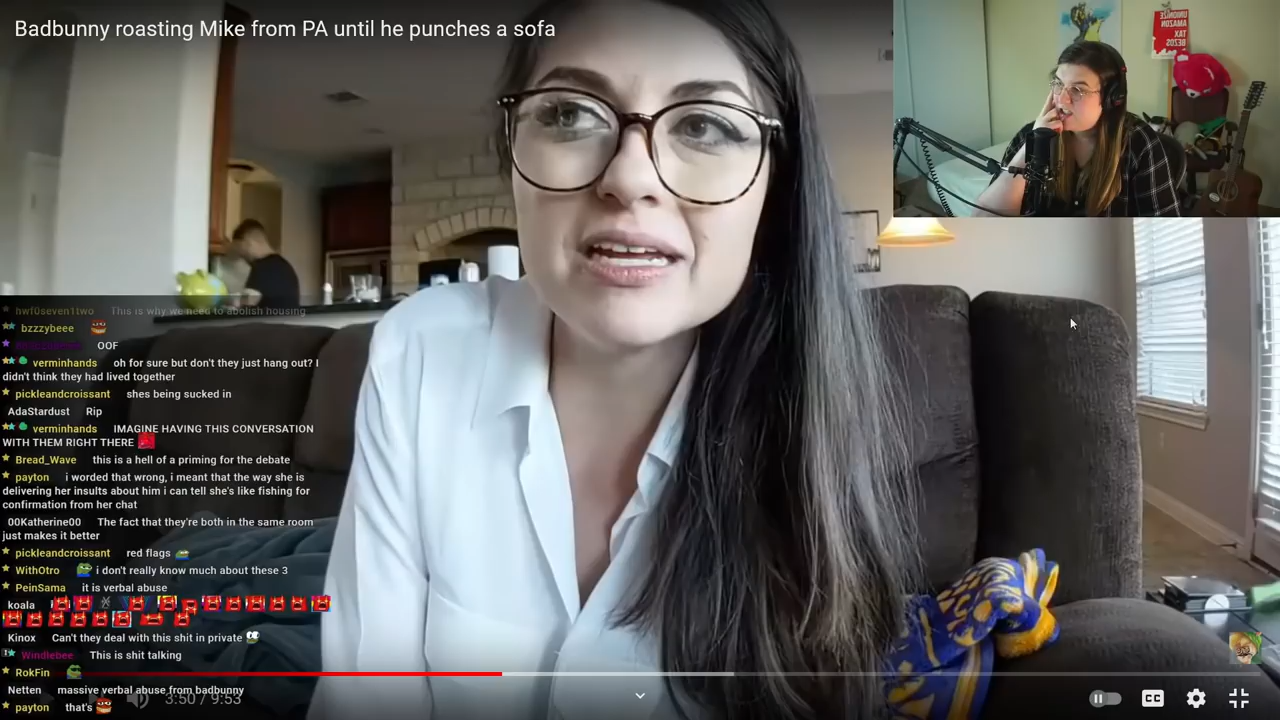 Badbunny roasting Mike from PA until he punches a sofa
UNIONIZE
AMAZON
TAX
BEZOS
hwf0seven1two This is why we need to abolish housing
bzzzybeee
OOF
verminhands oh for sure but don't they just hang out? I
didn't think they had lived together
pickleandcroissant shes being sucked in
AdaStardust Rip
verminhands IMAGINE HAVING THIS CONVERSATION
WITH THEM RIGHT THERE
Bread_Wave this is a hell of a priming for the debate
payton i worded that wrong, i meant that the way she is
delivering her insults about him i can tell she's like fishing for
confirmation from her chat
00Katherine00 The fact that they're both in the same room
just makes it better
pickleandcroissant red flags
WithOtro i don't really know much about these 3
PeinSama it is verbal abuse
koala
Kinox Can't they deal with this shit in private
Windlebee This is shit talking
RokFin
Netten massive verbal abuse from badbunny
payton that's
3:50 / 9:53
CC